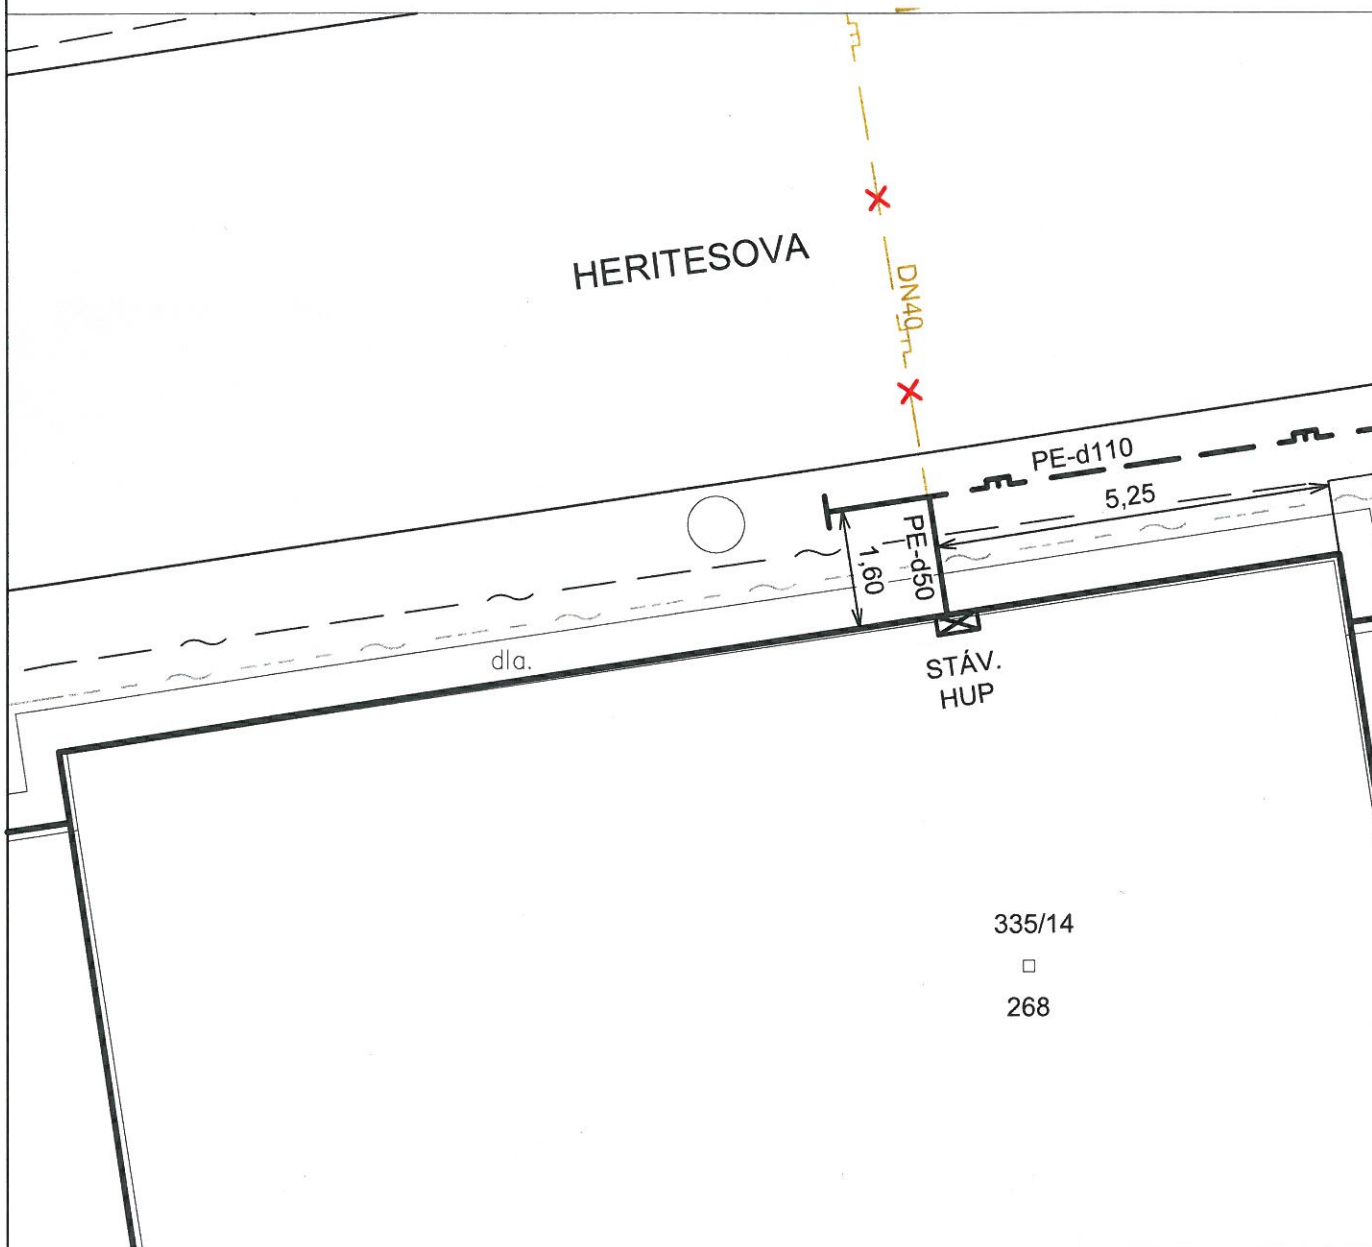 HERITESOVA
DN40
PE-d110
5,25
PE-d50
1,60
dla.
STÁV.
HUP
335/14
268